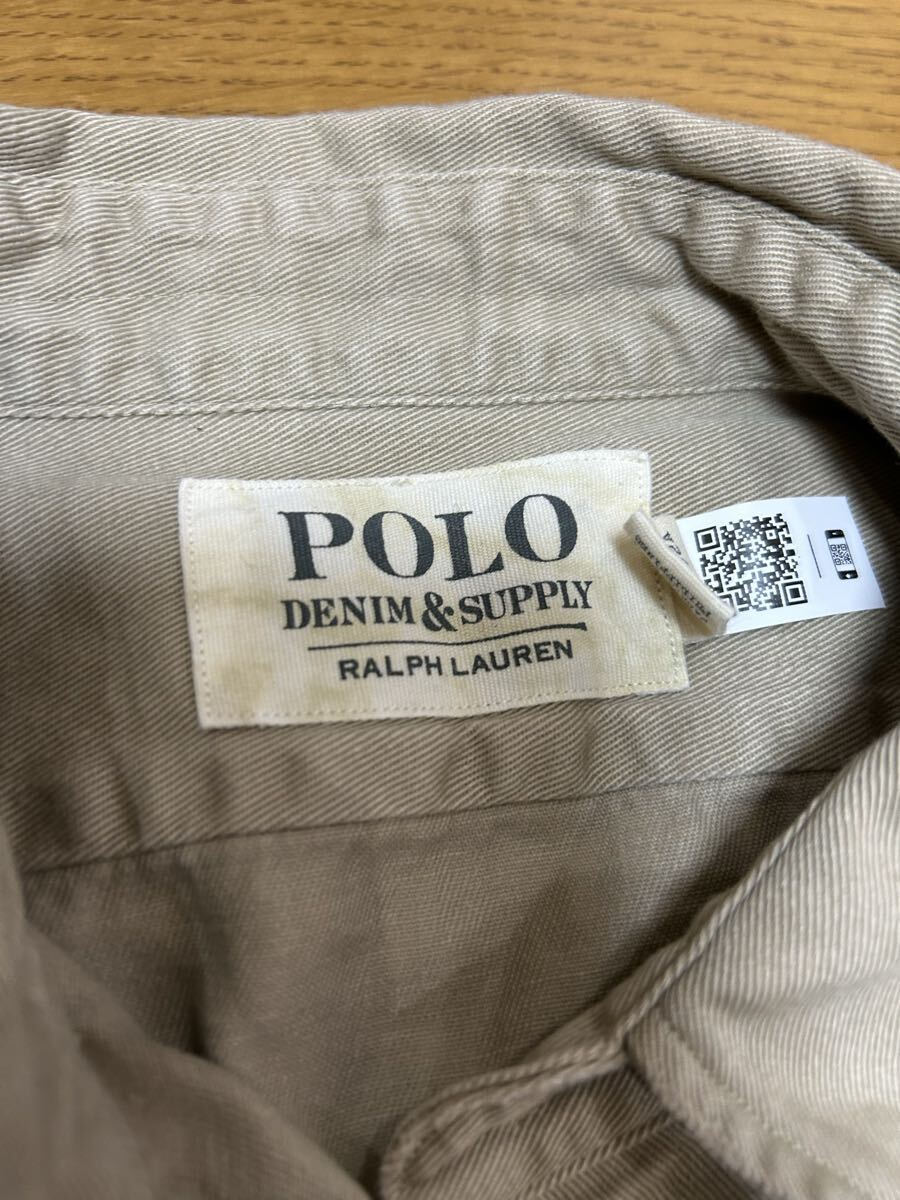 POLO
DENIM & SUPPLY
RALPH LAUREN